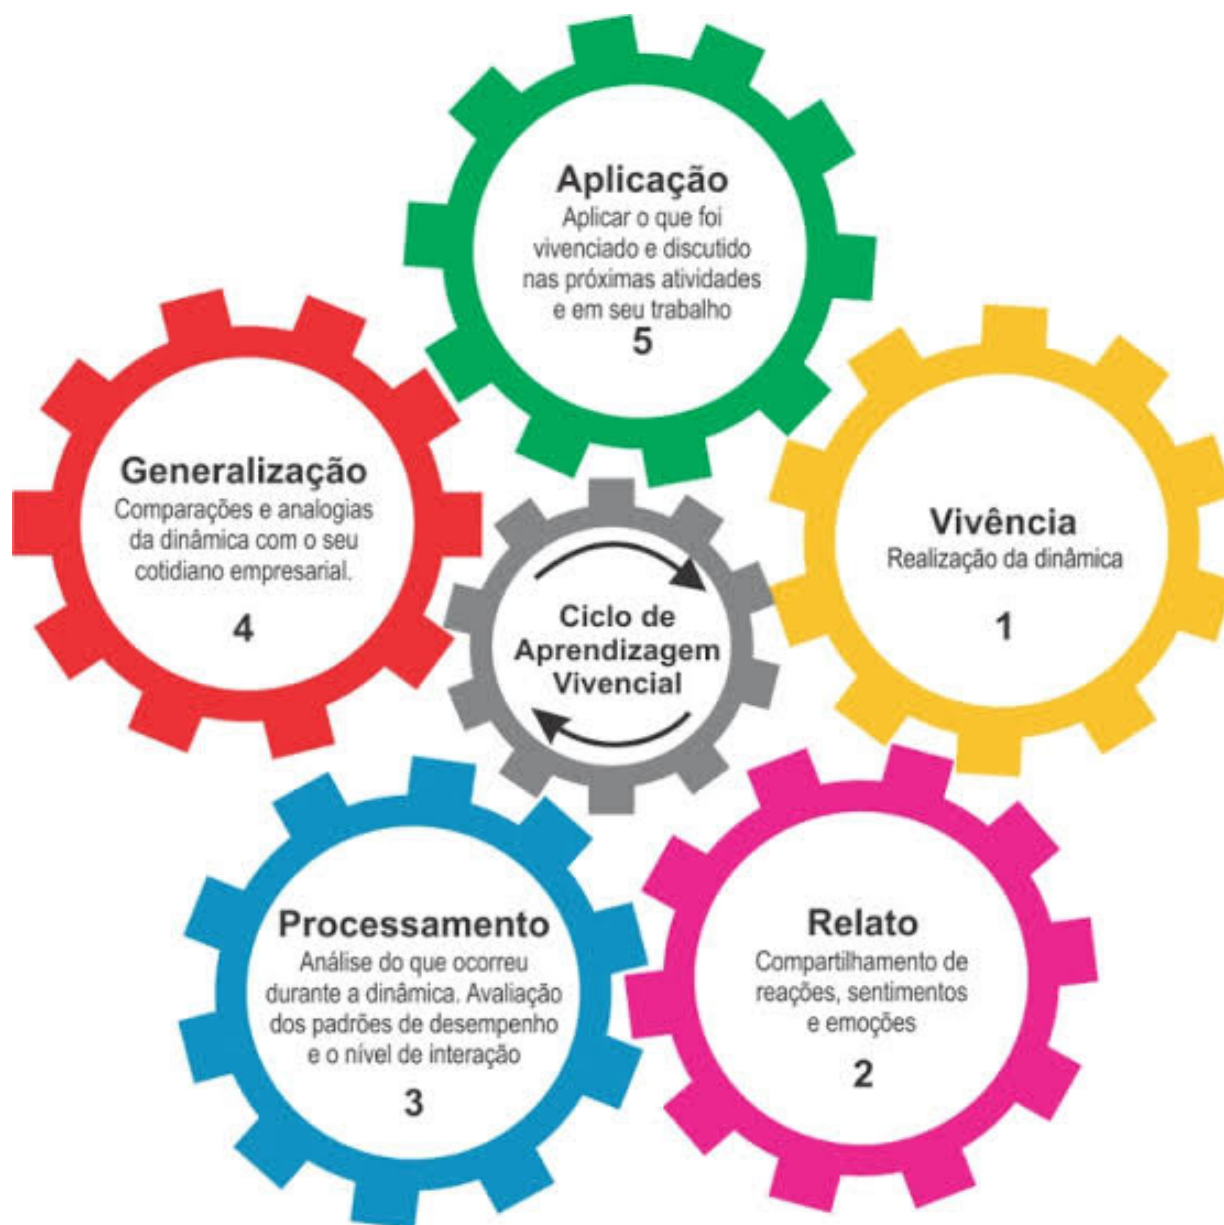 Aplicação
Aplicar o que foi
vivenciado e discutido
nas próximas atividades
e em seu trabalho
5
Generalização
Comparações e analogias
da dinâmica com o seu
cotidiano empresarial.
4
Vivência
Realização da dinâmica
1
Ciclo de
Aprendizagem
Vivencial
Processamento
Análise do que ocorreu
durante a dinâmica. Avaliação
dos padrões de desempenho
e o nível de interação
3
Relato
Compartilhamento de
reações, sentimentos
e emoções
2